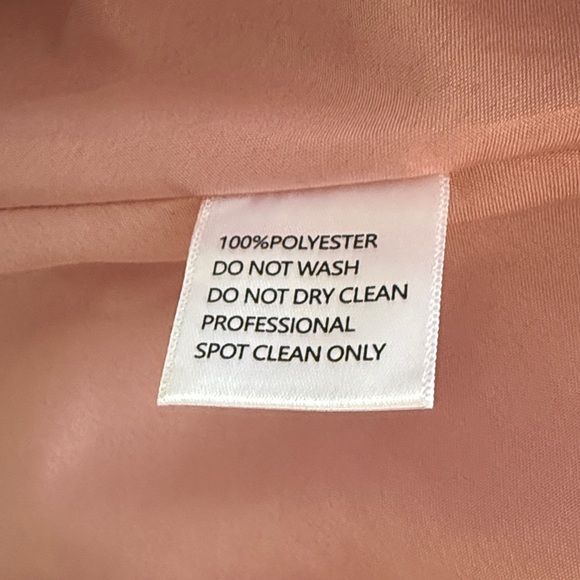 100%POLYESTER
DO NOT WASH
DO NOT DRY CLEAN
PROFESSIONAL
SPOT CLEAN ONLY